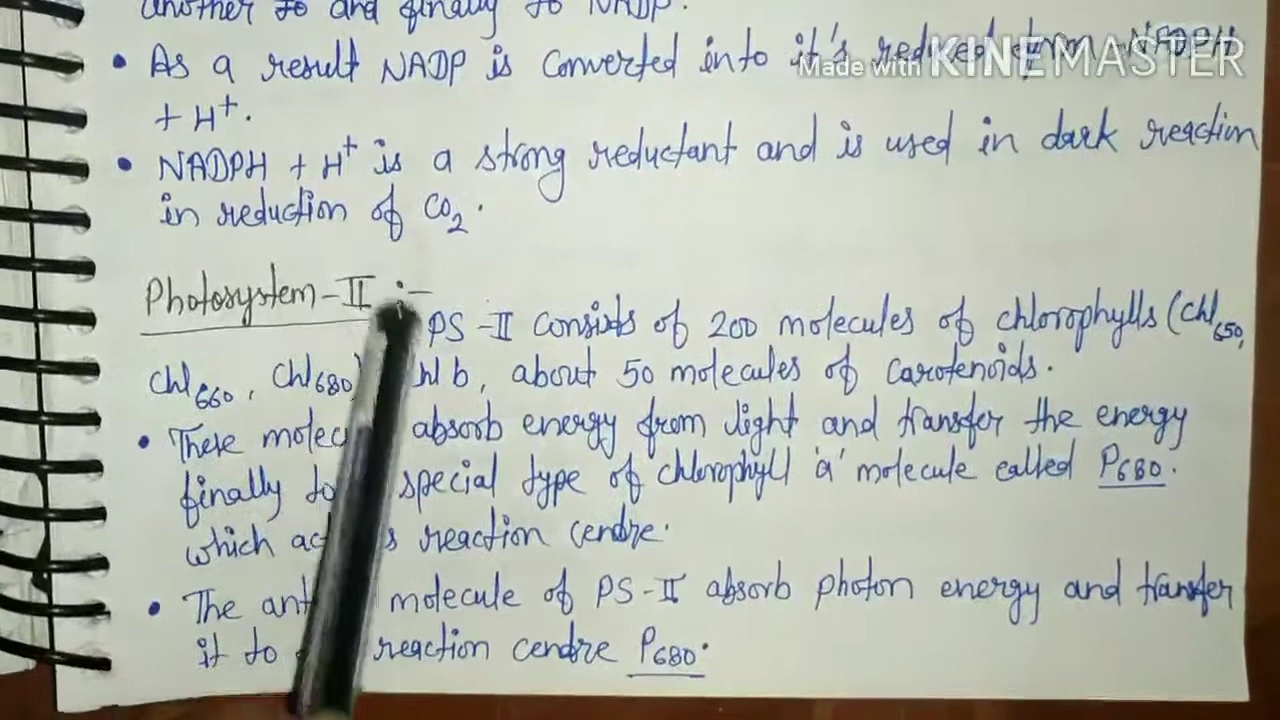 another to and finally to NADP.
• As a result NADP is converted into it's reduced form NADPH
+ H⁺.
Made with KINEMASTER
• NADPH + H⁺ is a strong reductant and is used in dark reaction
in reduction of CO₂.
Photosystem-II :-
PS-II consists of 200 molecules of chlorophylls (Chl₆₅₀,
Chl₆₆₀, Chl₆₈₀) b, about 50 molecules of carotenoids.
• These absorb energy from light and transfer the energy
finally special type of chlorophyll 'a' molecule called P₆₈₀.
which reaction centre.
• The molecule of PS-II absorb photon energy and transfer
it to reaction centre P₆₈₀.